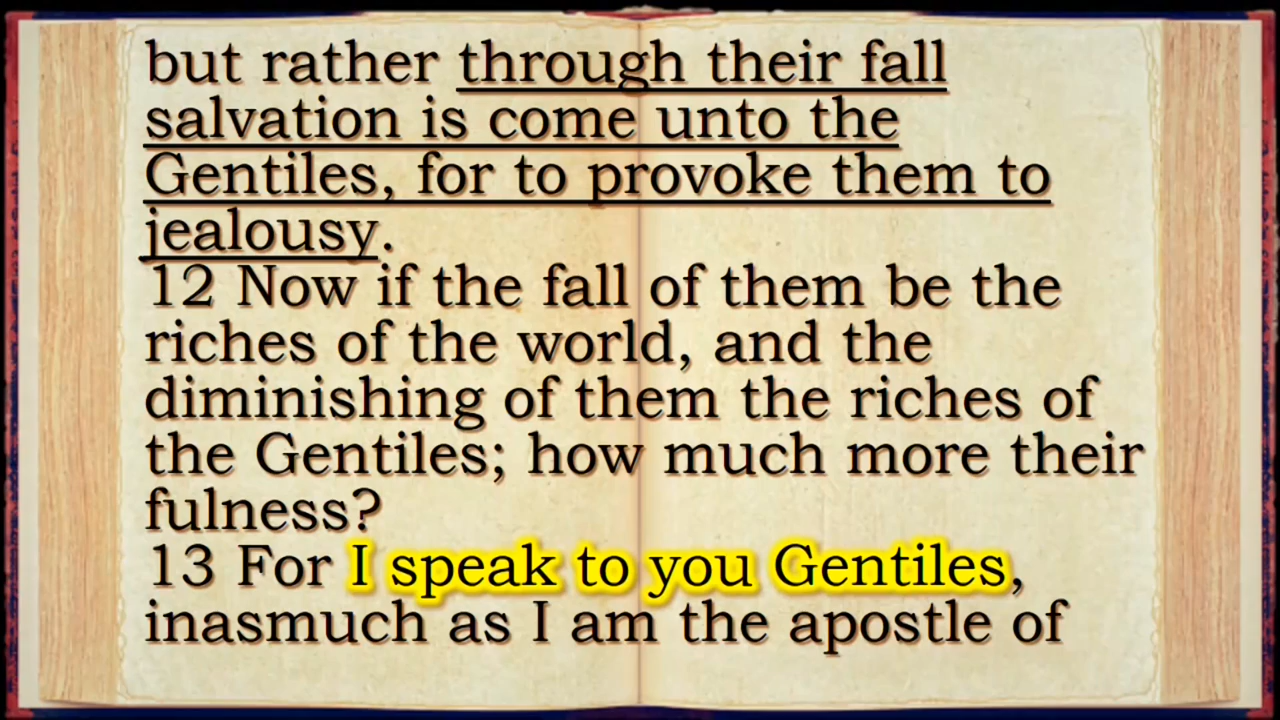 but rather through their fall
salvation is come unto the
Gentiles, for to provoke them to
jealousy.
12 Now if the fall of them be the
riches of the world, and the
diminishing of them the riches of
the Gentiles; how much more their
fulness?
13 For I speak to you Gentiles,
inasmuch as I am the apostle of